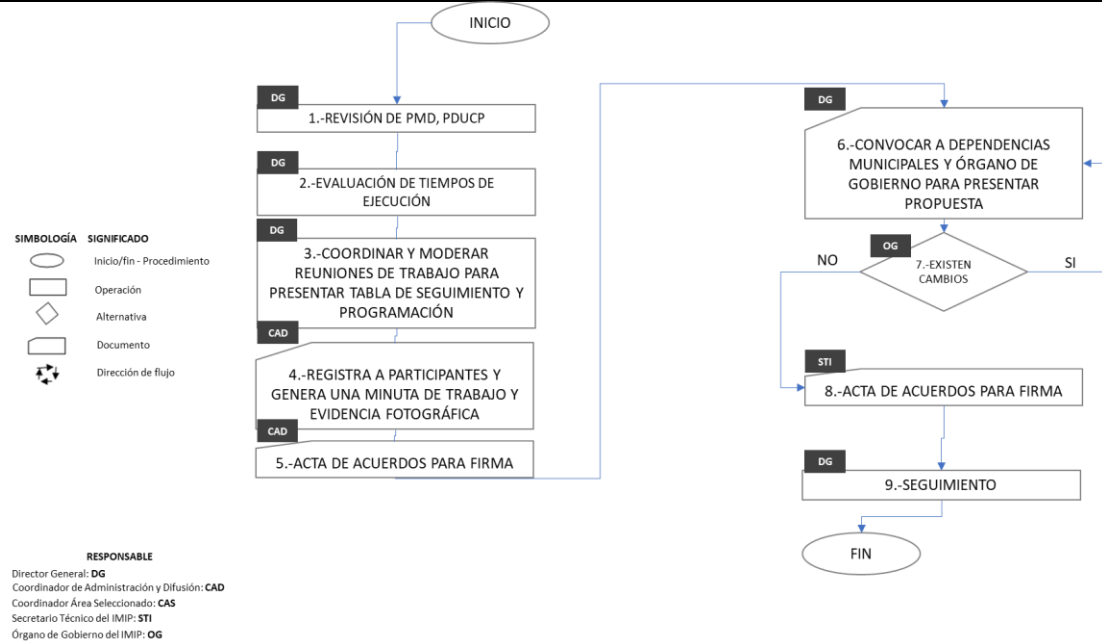 INICIO
DG
1.-REVISIÓN DE PMD, PDUCP
DG
2.-EVALUACIÓN DE TIEMPOS DE
EJECUCIÓN
DG
3.-COORDINAR Y MODERAR
REUNIONES DE TRABAJO PARA
PRESENTAR TABLA DE SEGUIMIENTO Y
PROGRAMACIÓN
CAD
4.-REGISTRA A PARTICIPANTES Y
GENERA UNA MINUTA DE TRABAJO Y
EVIDENCIA FOTOGRÁFICA
CAD
5.-ACTA DE ACUERDOS PARA FIRMA
DG
6.-CONVOCAR A DEPENDENCIAS
MUNICIPALES Y ÓRGANO DE
GOBIERNO PARA PRESENTAR
PROPUESTA
OG
7.-EXISTEN
CAMBIOS
NO
SI
STI
8.-ACTA DE ACUERDOS PARA FIRMA
DG
9.-SEGUIMIENTO
FIN
SIMBOLOGÍA SIGNIFICADO
Inicio/fin - Procedimiento
Operación
Alternativa
Documento
Dirección de flujo
RESPONSABLE
Director General: DG
Coordinador de Administración y Difusión: CAD
Coordinador Área Seleccionado: CAS
Secretario Técnico del IMIP: STI
Órgano de Gobierno del IMIP: OG